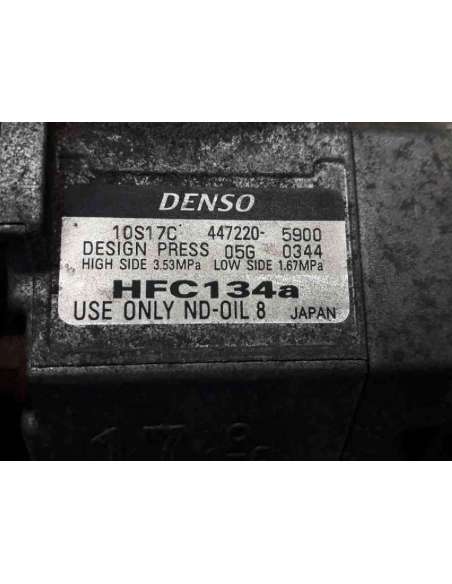 DENSO
10S17C 447220- 5900
DESIGN PRESS 05G 0344
HIGH SIDE 3.53MPa LOW SIDE 1.67MPa
HFC134a
USE ONLY ND-OIL 8 JAPAN
17